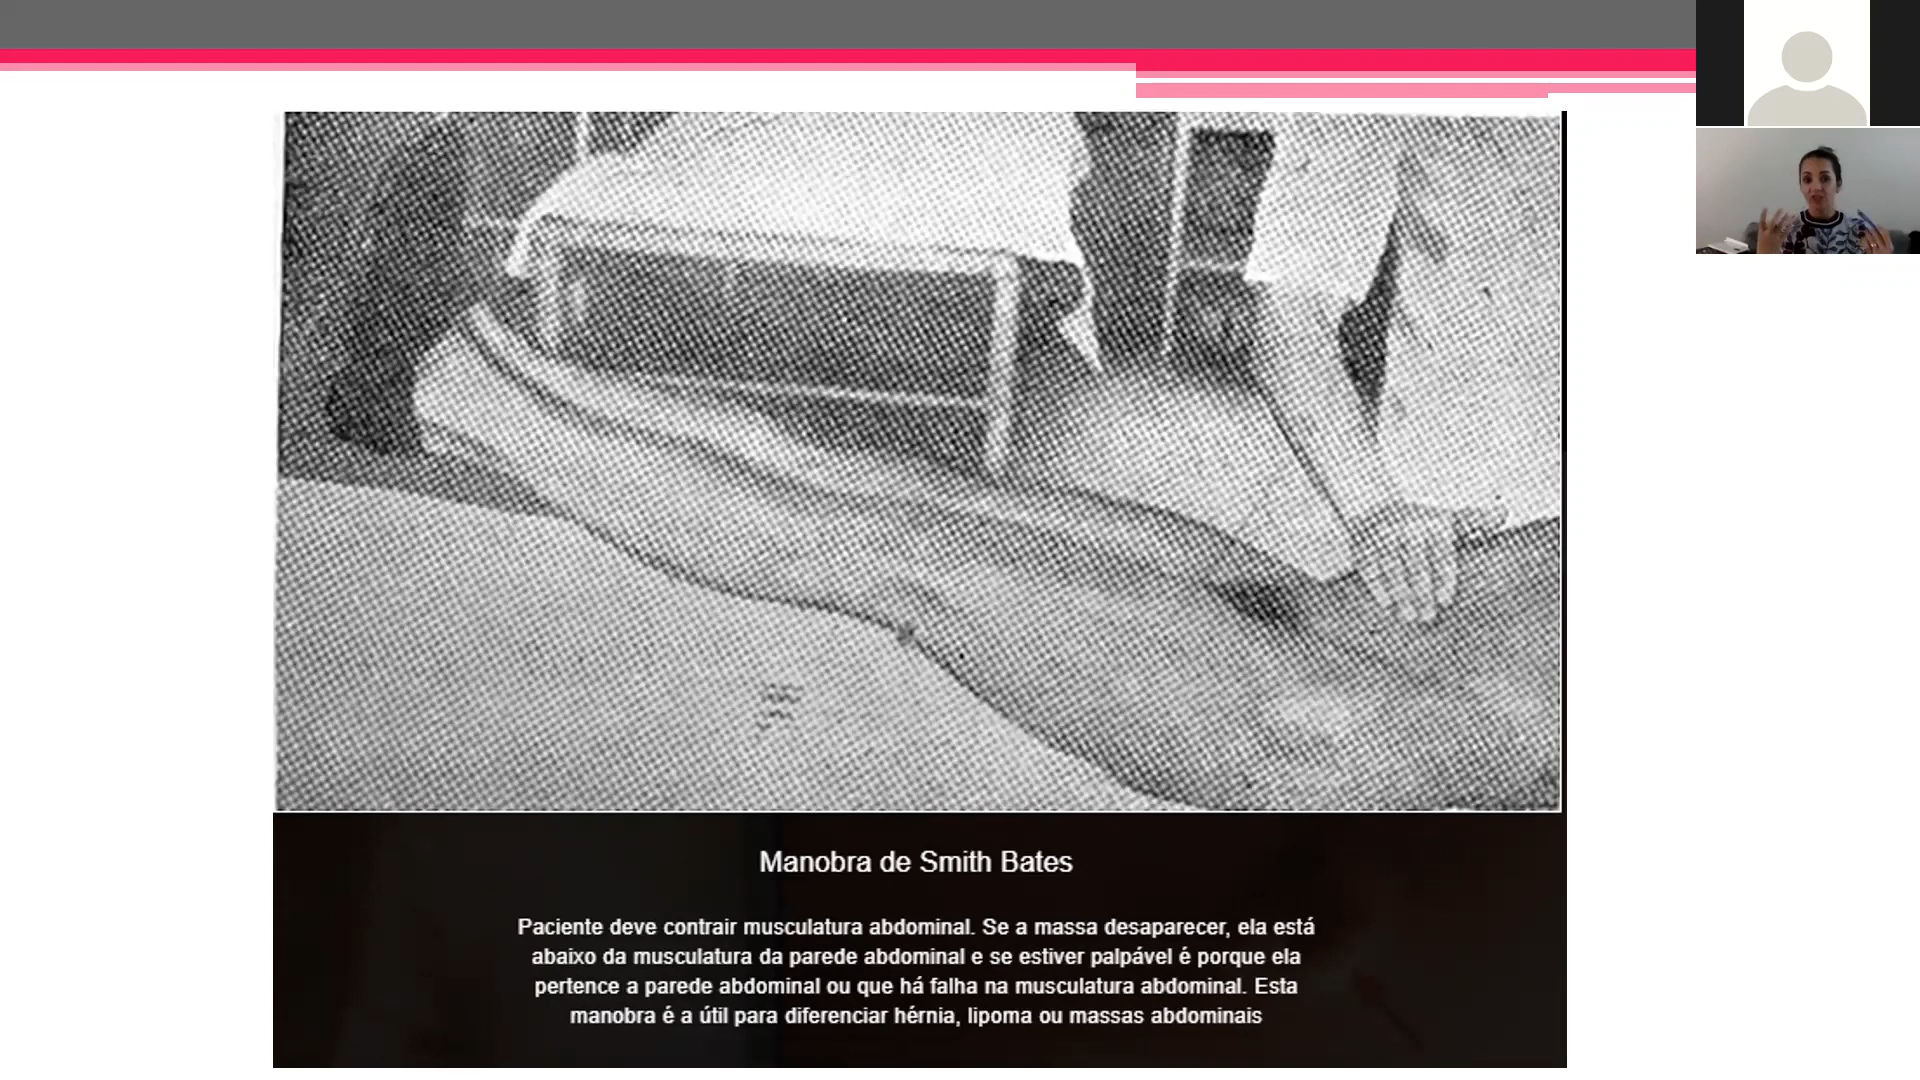 Manobra de Smith Bates
Paciente deve contrair musculatura abdominal. Se a massa desaparecer, ela está
abaixo da musculatura da parede abdominal e se estiver palpável é porque ela
pertence a parede abdominal ou que há falha na musculatura abdominal. Esta
manobra é a útil para diferenciar hérnia, lipoma ou massas abdominais